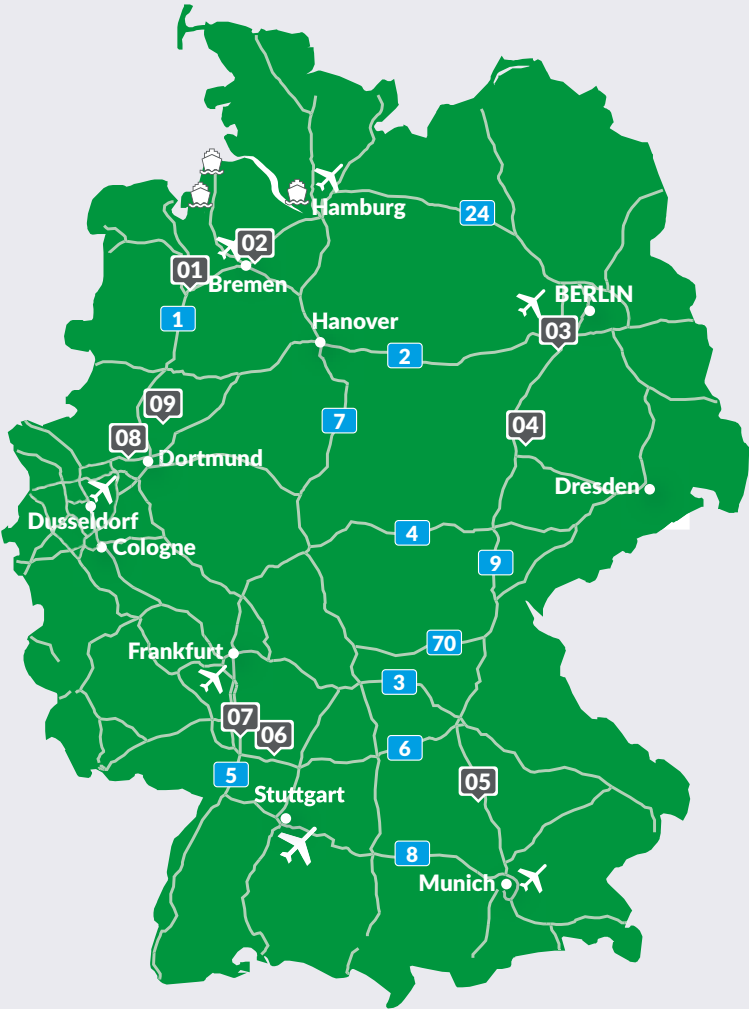 Hamburg
24
02
01
Bremen
BERLIN
1
Hanover
03
2
09
7
04
08
Dortmund
Dresden
Dusseldorf
4
Cologne
9
70
Frankfurt
3
07
06
6
5
05
Stuttgart
8
Munich